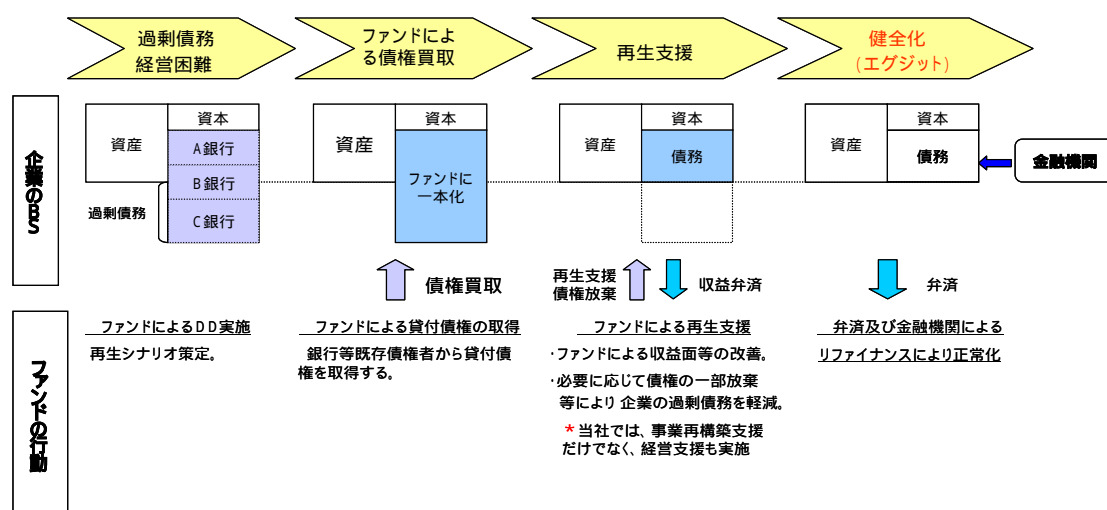 過剰債務
経営困難
ファンドによ
る債権買取
再生支援
健全化
(エグジット)
企業のBS
資産
資本
A銀行
B銀行
C銀行
過剰債務
資産
資本
ファンドに
一本化
資産
資本
債務
資産
資本
債務
金融機関
債権買取
再生支援
債権放棄
収益弁済
弁済
ファンドの行動
ファンドによるDD実施
再生シナリオ策定。
ファンドによる貸付債権の取得
銀行等既存債権者から貸付債
権を取得する。
ファンドによる再生支援
・ファンドによる収益面等の改善。
・必要に応じて債権の一部放棄
等により企業の過剰債務を軽減。
*当社では、事業再構築支援
だけでなく、経営支援も実施
弁済及び金融機関による
リファイナンスにより正常化